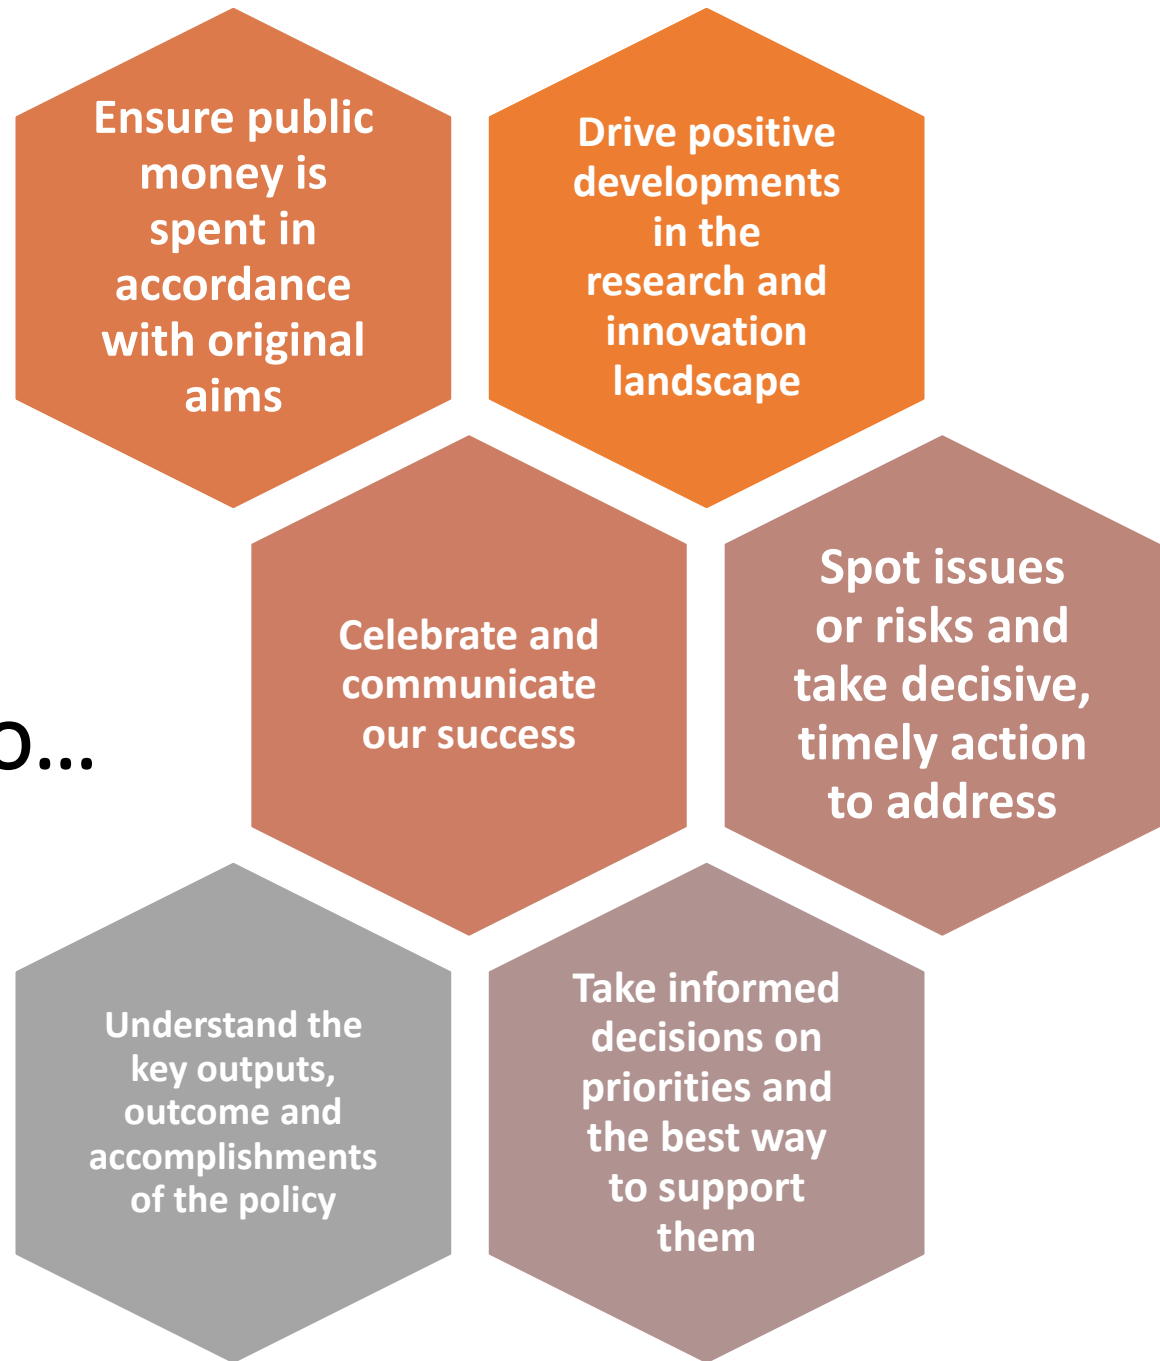 Ensure public
money is
spent in
accordance
with original
aims
Drive positive
developments
in the
research and
innovation
landscape
Celebrate and
communicate
our success
Spot issues
or risks and
take decisive,
timely action
to address
o...
Understand the
key outputs,
outcome and
accomplishments
of the policy
Take informed
decisions on
priorities and
the best way
to support
them